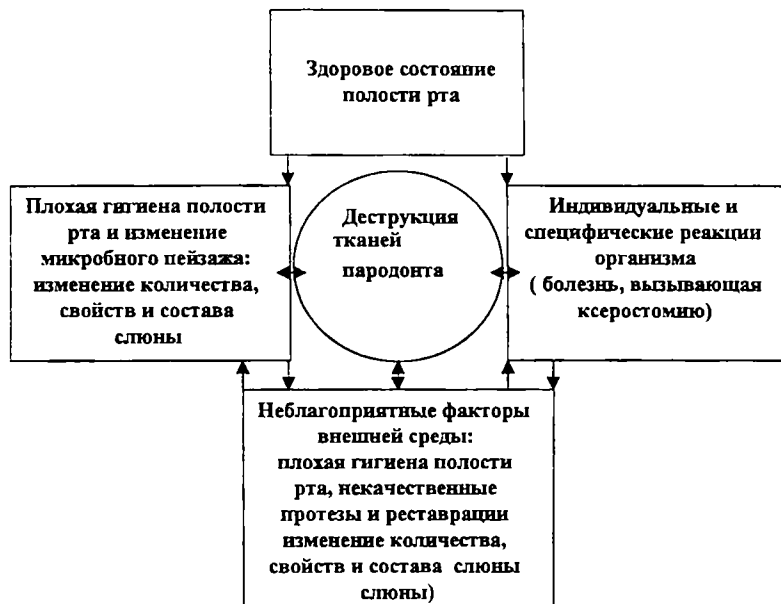 Здоровое состояние
полости рта
Плохая гигиена полости
рта и изменение
микробного пейзажа:
изменение количества,
свойств и состава
слюны
Деструкция
тканей
пародонта
Индивидуальные и
специфические реакции
организма
( болезнь, вызывающая
ксеростомию)
Неблагоприятные факторы
внешней среды:
плохая гигиена полости
рта, некачественные
протезы и реставрации
изменение количества,
свойств и состава слюны
слюны)